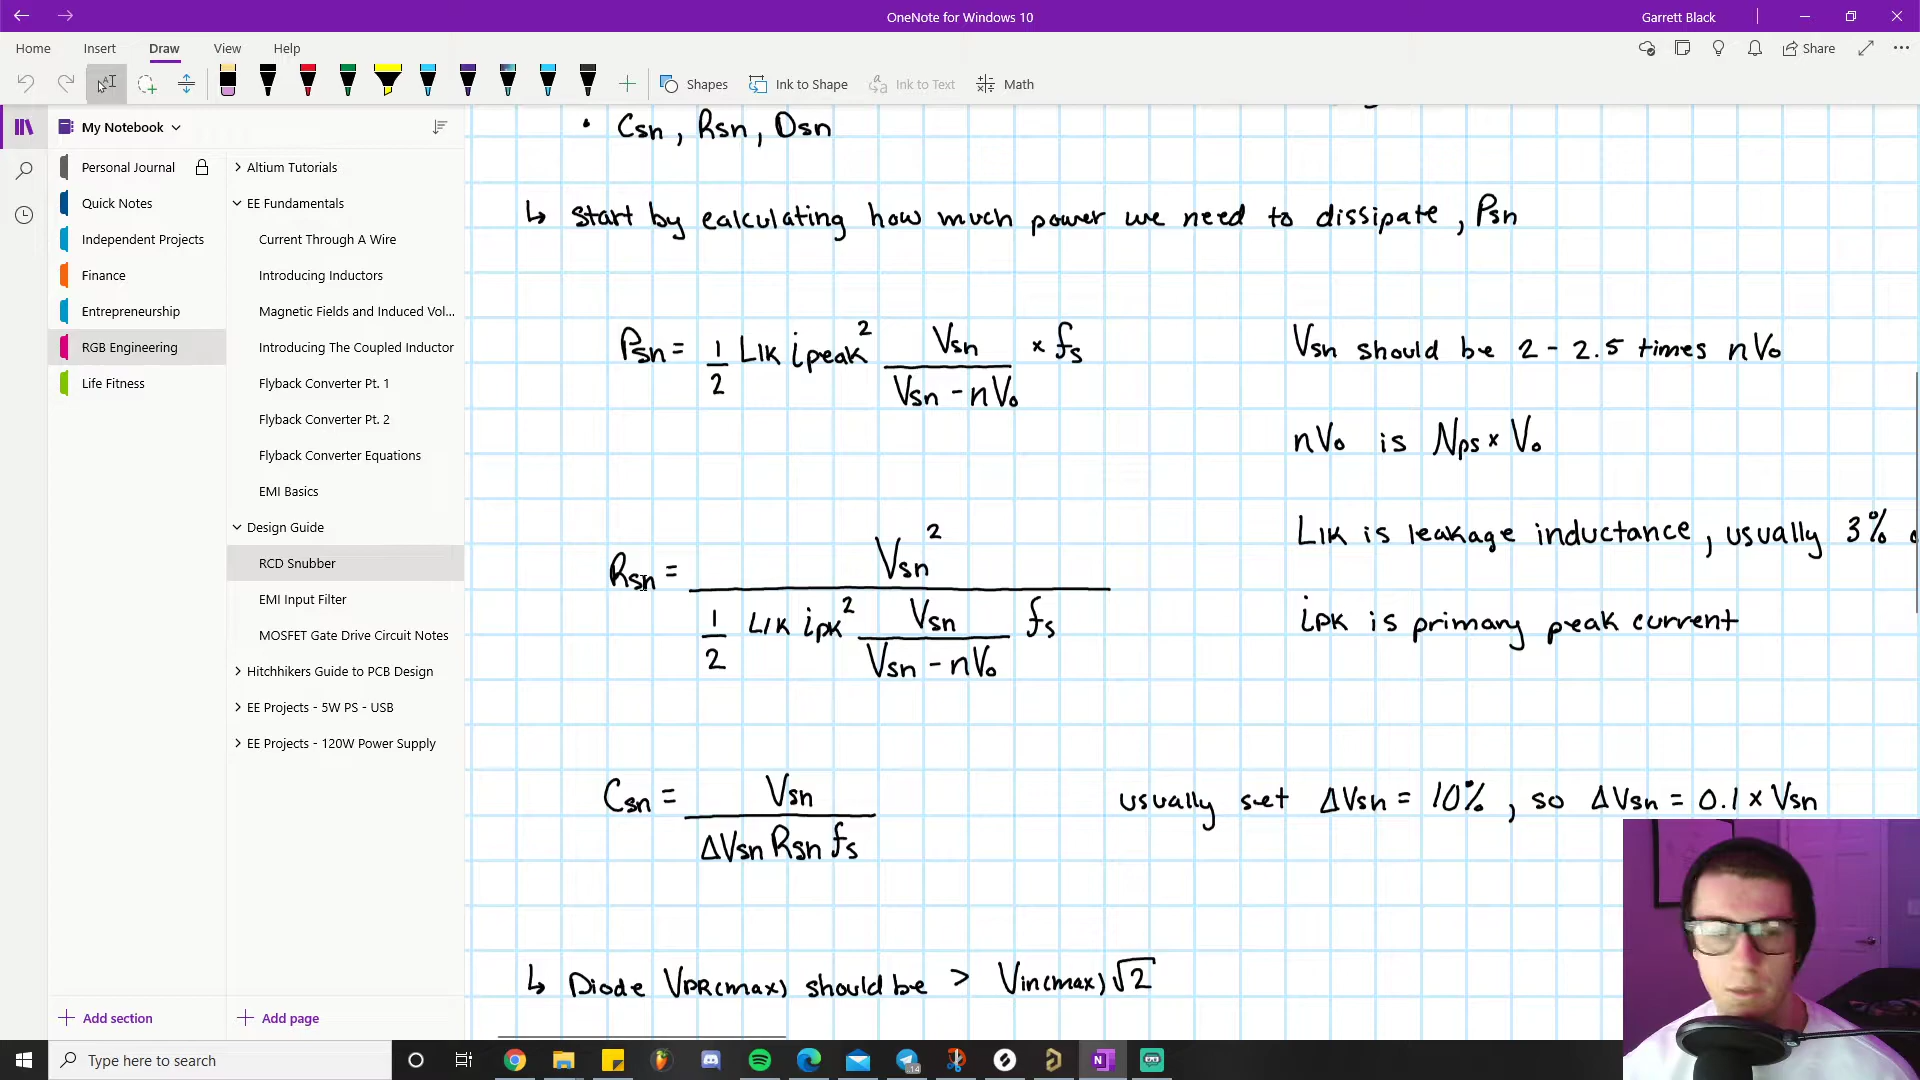 OneNote for Windows 10
Garrett Black
Home Insert Draw View Help
Share
Shapes
Ink to Shape
Ink to Text
Math
My Notebook
Personal Journal
Quick Notes
Independent Projects
Finance
Entrepreneurship
RGB Engineering
Life Fitness
Altium Tutorials
EE Fundamentals
Current Through A Wire
Introducing Inductors
Magnetic Fields and Induced Vol...
Introducing The Coupled Inductor
Flyback Converter Pt. 1
Flyback Converter Pt. 2
Flyback Converter Equations
EMI Basics
Design Guide
RCD Snubber
EMI Input Filter
MOSFET Gate Drive Circuit Notes
Hitchhikers Guide to PCB Design
EE Projects - 5W PS - USB
EE Projects - 120W Power Supply
Add section
Add page
• Csn, Rsn, Dsn
↳ start by calculating how much power we need to dissipate, Psn
Psn = 1/2 Llk ipeak² Vsn/(Vsn - nVo) × fs
Vsn should be 2 - 2.5 times nVo
nVo is Nps × Vo
Rsn = Vsn² / (1/2 Llk ipk² Vsn/(Vsn - nVo) fs)
Llk is leakage inductance, usually 3%
ipk is primary peak current
Csn = Vsn / (ΔVsn Rsn fs)
usually set ΔVsn = 10%, so ΔVsn = 0.1 × Vsn
↳ Diode VPR(max) should be > Vin(max)√2
Type here to search
14